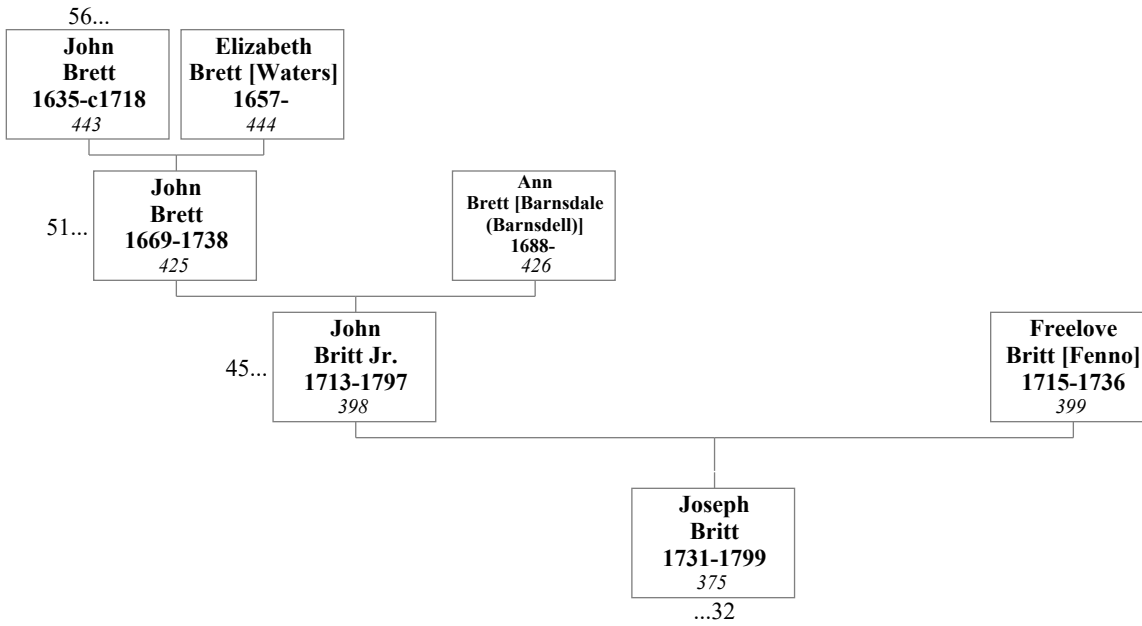 56...
John
Brett
1635-c1718
443
Elizabeth
Brett [Waters]
1657-
444
51...
John
Brett
1669-1738
425
Ann
Brett [Barnsdale
(Barnsdell)]
1688-
426
45...
John
Britt Jr.
1713-1797
398
Freelove
Britt [Fenno]
1715-1736
399
Joseph
Britt
1731-1799
375
...32